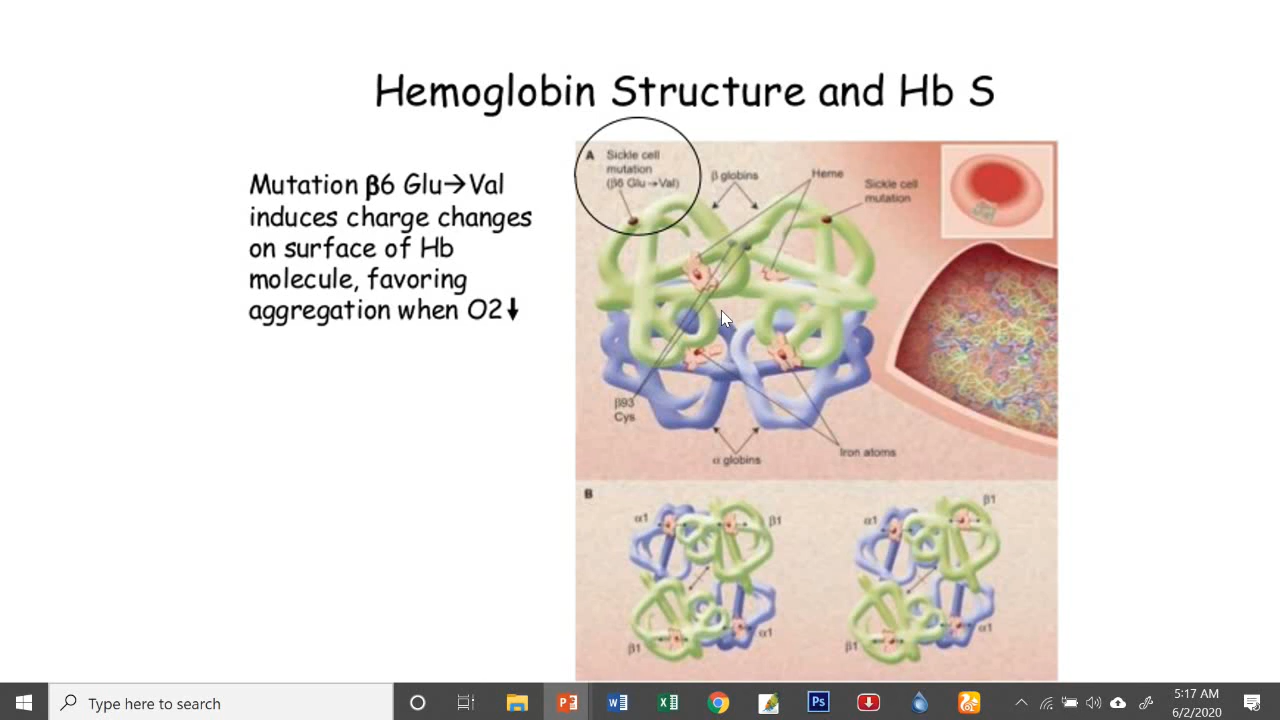 Hemoglobin Structure and Hb S
Mutation β6 Glu→Val
induces charge changes
on surface of Hb
molecule, favoring
aggregation when O2↓
A
Sickle cell
mutation
(β6 Glu→Val)
β globins
Heme
Sickle cell
mutation
β93
Cys
α globins
Iron atoms
B
α1
β1
β1
α1
α1
β1
β1
α1
Type here to search
5:17 AM
6/2/2020